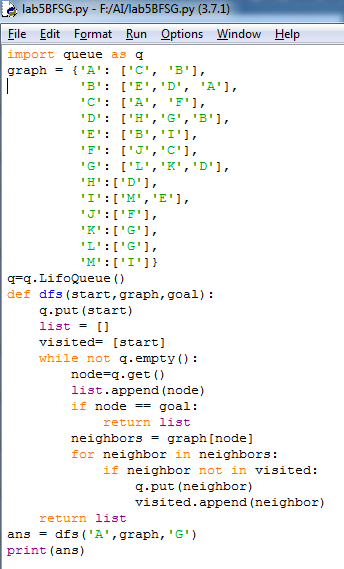 lab5BFSG.py - F:/AI/lab5BFSG.py (3.7.1)
File Edit Format Run Options Window Help
import queue as q
graph = {'A': ['C', 'B'],
         'B': ['E','D', 'A'],
         'C': ['A', 'F'],
         'D': ['H','G','B'],
         'E': ['B','I'],
         'F': ['J','C'],
         'G': ['L','K','D'],
         'H':['D'],
         'I':['M','E'],
         'J':['F'],
         'K':['G'],
         'L':['G'],
         'M':['I']}
q=q.LifoQueue()
def dfs(start,graph,goal):
    q.put(start)
    list = []
    visited= [start]
    while not q.empty():
        node=q.get()
        list.append(node)
        if node == goal:
            return list
        neighbors = graph[node]
        for neighbor in neighbors:
            if neighbor not in visited:
                q.put(neighbor)
                visited.append(neighbor)
    return list
ans = dfs('A',graph,'G')
print(ans)